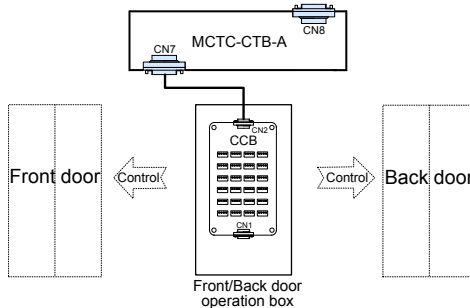 CN8
MCTC-CTB-A
CN7
CN2
CCB
Front door
Control
Control
Back door
CN1
Front/Back door
operation box